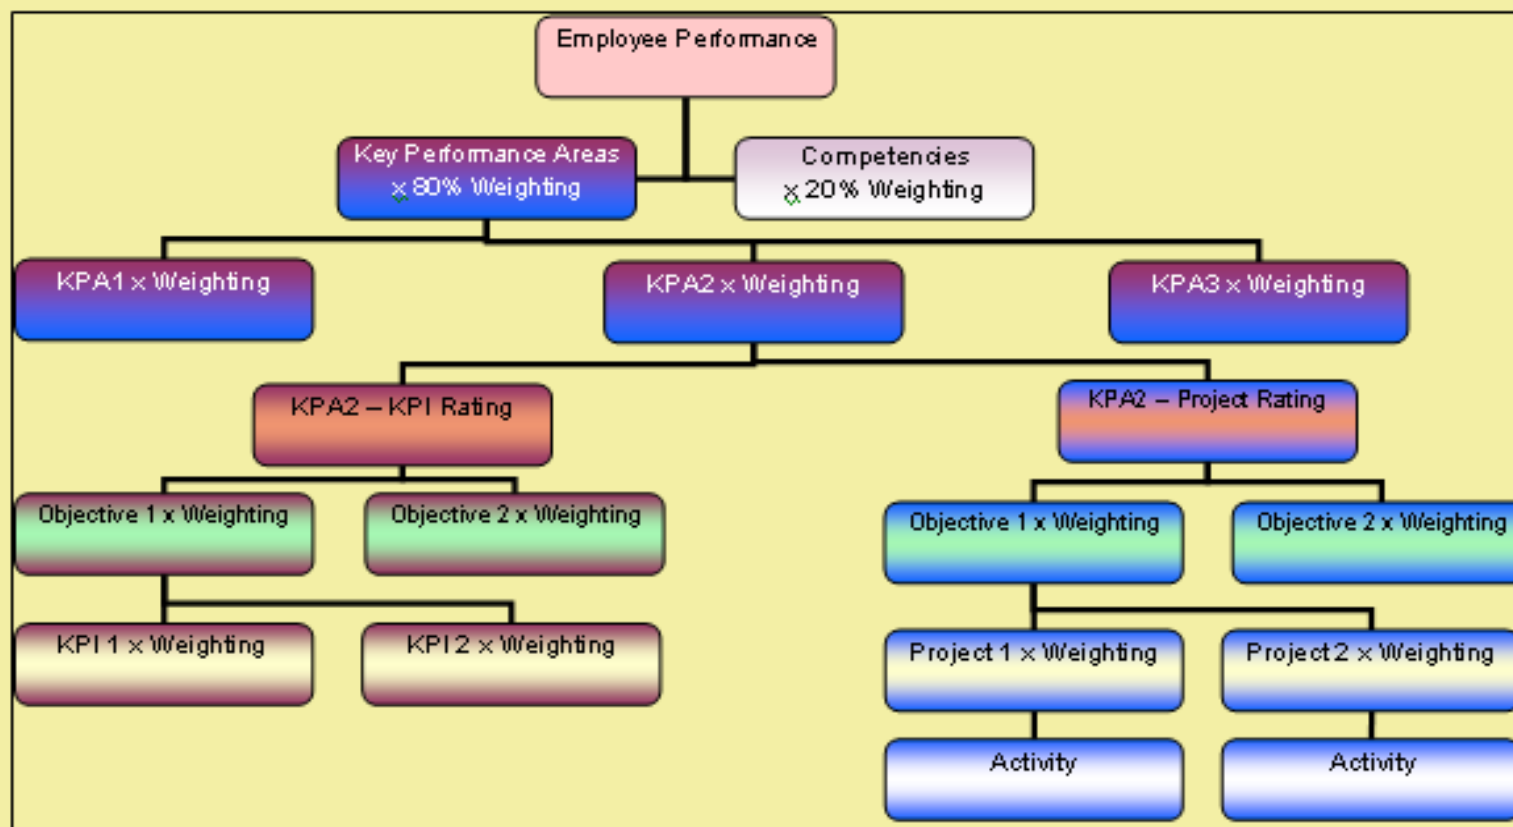 Employee Performance
Key Performance Areas
x 80% Weighting
Competencies
x 20% Weighting
KPA1 x Weighting
KPA2 x Weighting
KPA3 x Weighting
KPA2 – KPI Rating
KPA2 – Project Rating
Objective 1 x Weighting
Objective 2 x Weighting
Objective 1 x Weighting
Objective 2 x Weighting
KPI 1 x Weighting
KPI 2 x Weighting
Project 1 x Weighting
Project 2 x Weighting
Activity
Activity